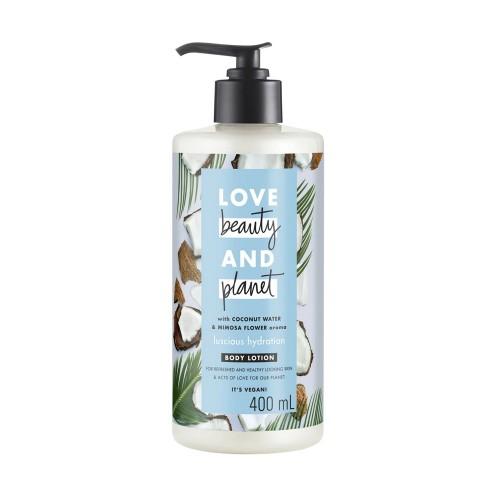 LOVE
beauty
AND
planet
with COCONUT WATER
& MIMOSA FLOWER aroma
luscious hydration
BODY LOTION
FOR REFRESHED AND HEALTHY LOOKING SKIN
& ACTS OF LOVE FOR OUR PLANET
IT'S VEGAN!
400 mL